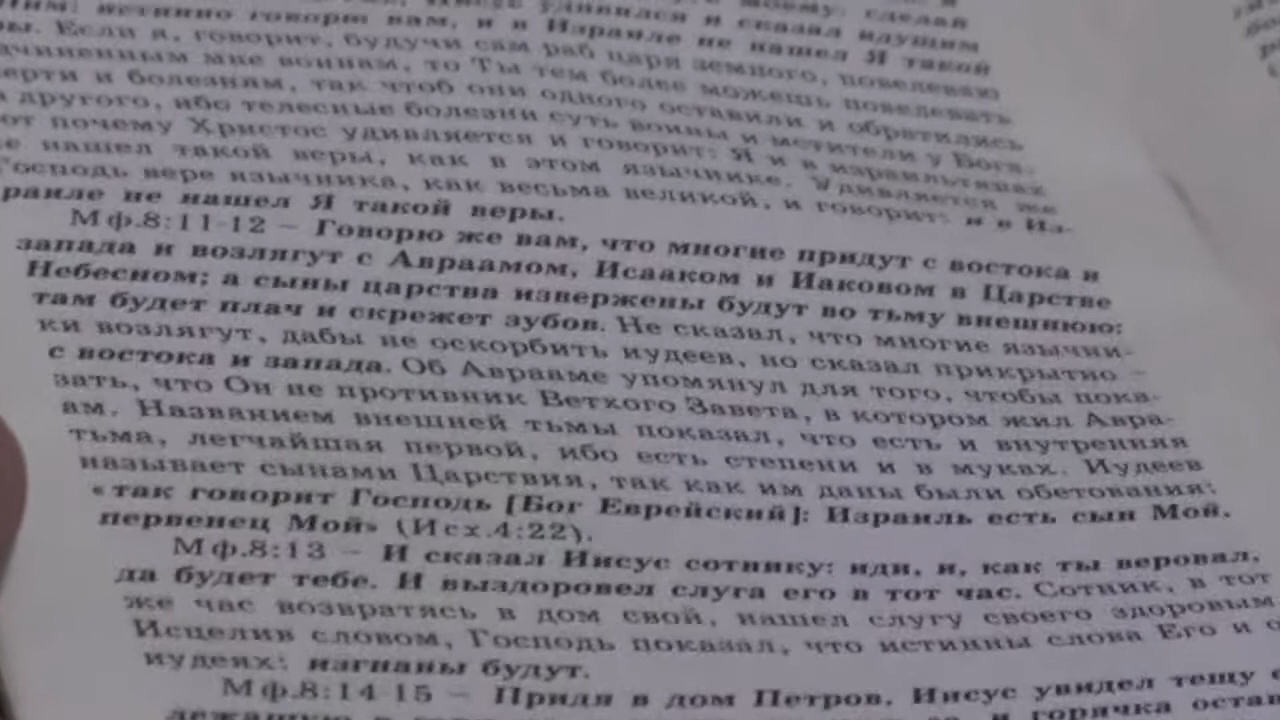 удивился и сказал идущим
истинно говорю вам, и в Израиле не нашел Я такой
Если я, говорит, будучи сам раб царя земного, повелеваю
мне воинам, то Ты тем более можешь повелевать
и болезням, так чтоб они одного оставили и обратились
другого, ибо телесные болезни суть воины и мстители у Бога.
почему Христос удивляется и говорит: Я и в израильтянах
нашел такой веры, как в этом язычнике. Удивляется же
Господь вере язычника, как весьма великой, и говорит: и в Из-
раиле не нашел Я такой веры.
Мф.8:11-12 – Говорю же вам, что многие придут с востока и
запада и возлягут с Авраамом, Исааком и Иаковом в Царстве
Небесном; а сыны царства извержены будут во тьму внешнюю:
там будет плач и скрежет зубов. Не сказал, что многие язычни-
ки возлягут, дабы не оскорбить иудеев, но сказал прикрытно –
с востока и запада. Об Аврааме упомянул для того, чтобы пока-
зать, что Он не противник Ветхого Завета, в котором жил Авра-
ам. Названием внешней тьмы показал, что есть и внутренняя
тьма, легчайшая первой, ибо есть степени и в муках. Иудеев
называет сынами Царствия, так как им даны были обетования:
«так говорит Господь [Бог Еврейский]: Израиль есть сын Мой,
первенец Мой» (Исх.4:22).
Мф.8:13 – И сказал Иисус сотнику: иди, и, как ты веровал,
да будет тебе. И выздоровел слуга его в тот час. Сотник, в тот
же час возвратясь в дом свой, нашел слугу своего здоровым
Исцелив словом, Господь показал, что истинны слова Его и о
иудеях: изгнаны будут.
Мф.8:14-15 – Придя в дом Петров, Иисус увидел тещу
и горячка